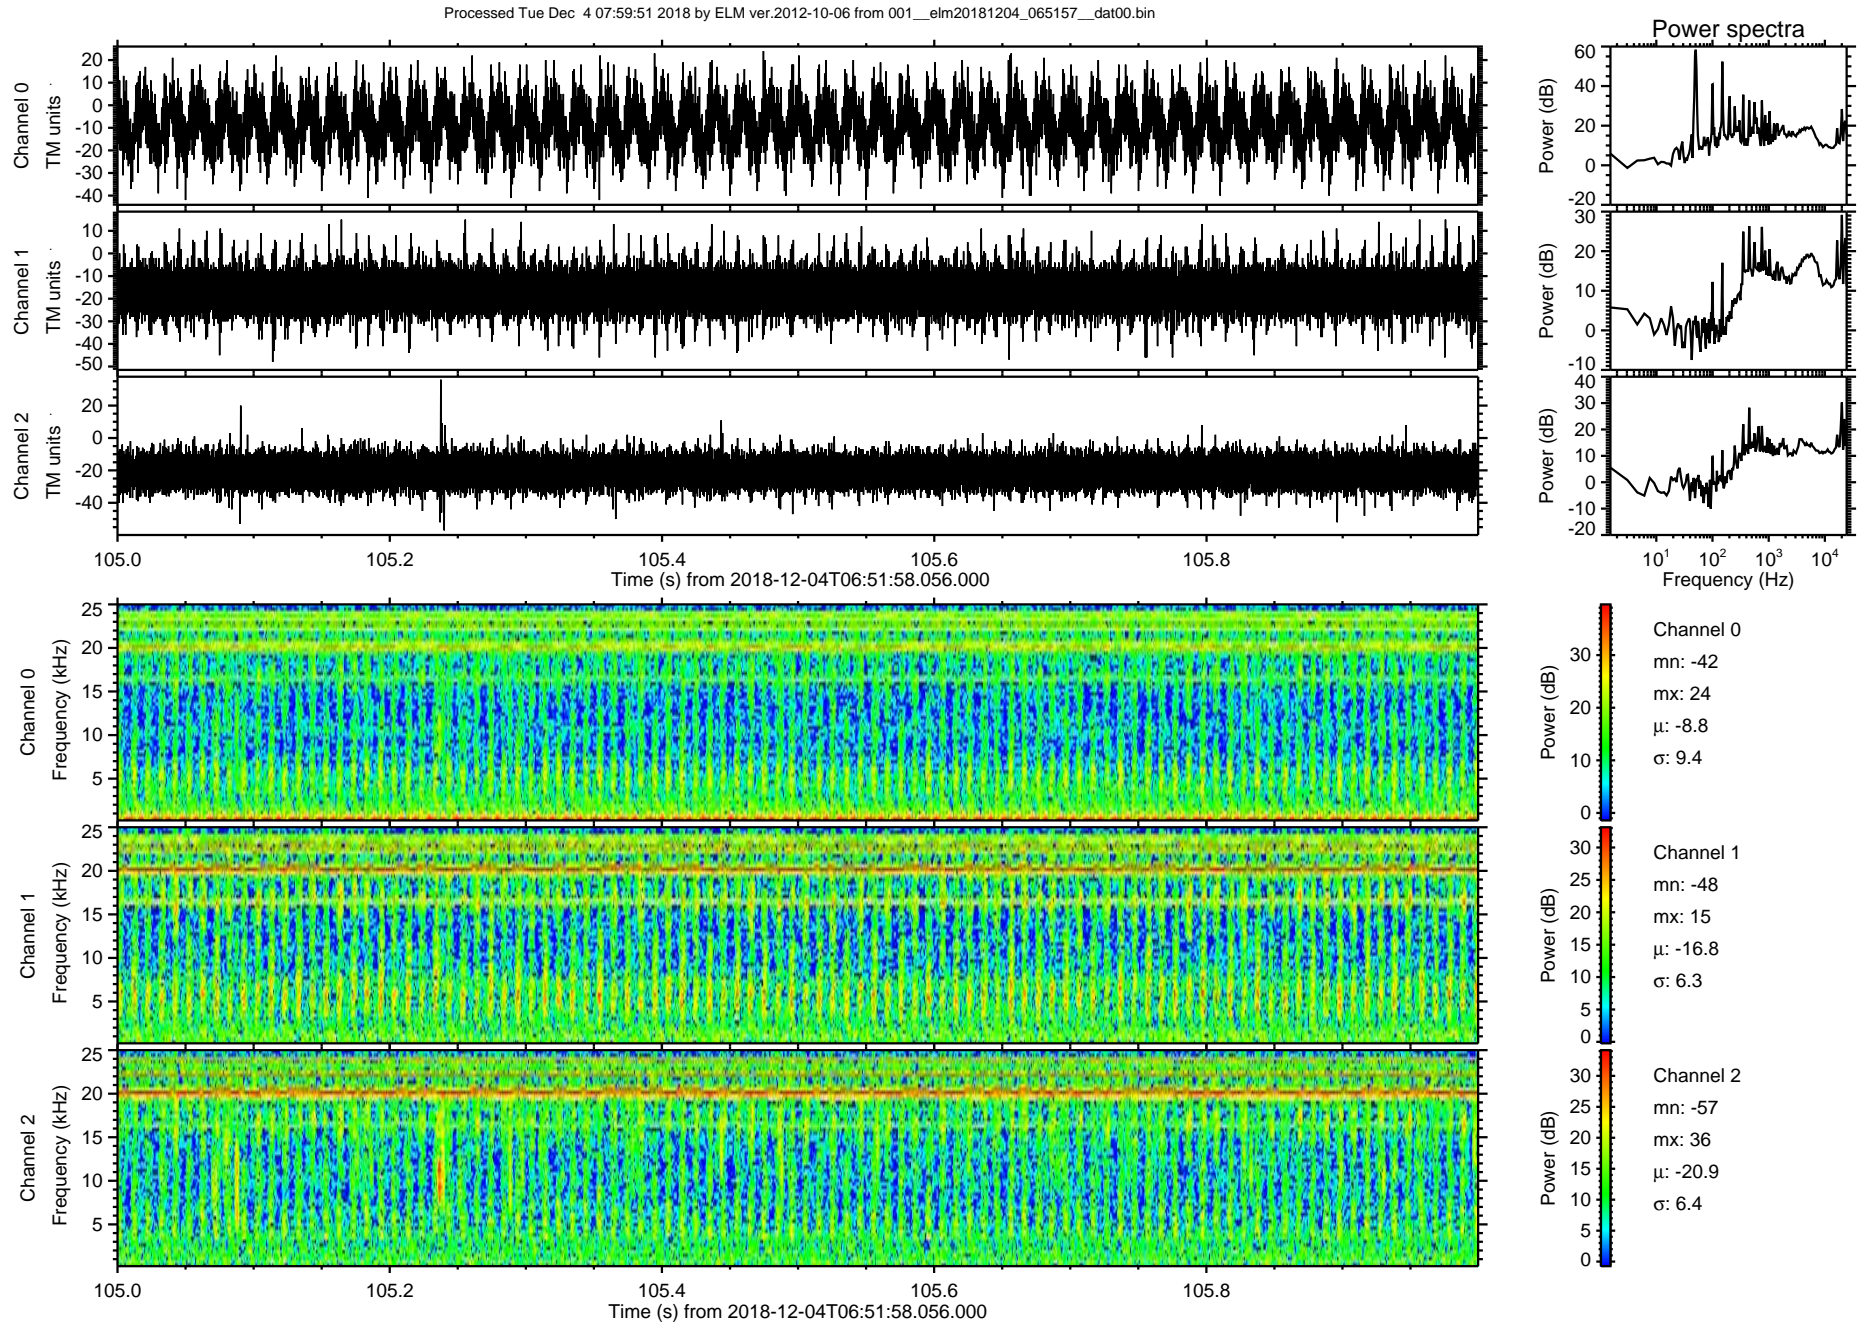 Processed Tue Dec  4 07:59:51 2018 by ELM ver.2012-10-06 from 001__elm20181204_065157__dat00.bin
Power spectra
Channel 0
TM units
20
10
0
-10
-20
-30
-40
Power (dB)
60
40
20
0
-20
Channel 1
TM units
10
0
-10
-20
-30
-40
-50
Power (dB)
30
20
10
0
-10
Channel 2
TM units
20
0
-20
-40
Power (dB)
40
30
20
10
0
-10
-20
105.0 105.2 105.4 105.6 105.8
Time (s) from 2018-12-04T06:51:58.056.000
10^1 10^2 10^3 10^4
Frequency (Hz)
Channel 0
Frequency (kHz)
25
20
15
10
5
Power (dB)
30
20
10
0
Channel 0
mn: -42
mx: 24
μ: -8.8
σ: 9.4
Channel 1
Frequency (kHz)
25
20
15
10
5
Power (dB)
30
25
20
15
10
5
0
Channel 1
mn: -48
mx: 15
μ: -16.8
σ: 6.3
Channel 2
Frequency (kHz)
25
20
15
10
5
Power (dB)
30
25
20
15
10
5
0
Channel 2
mn: -57
mx: 36
μ: -20.9
σ: 6.4
105.0 105.2 105.4 105.6 105.8
Time (s) from 2018-12-04T06:51:58.056.000